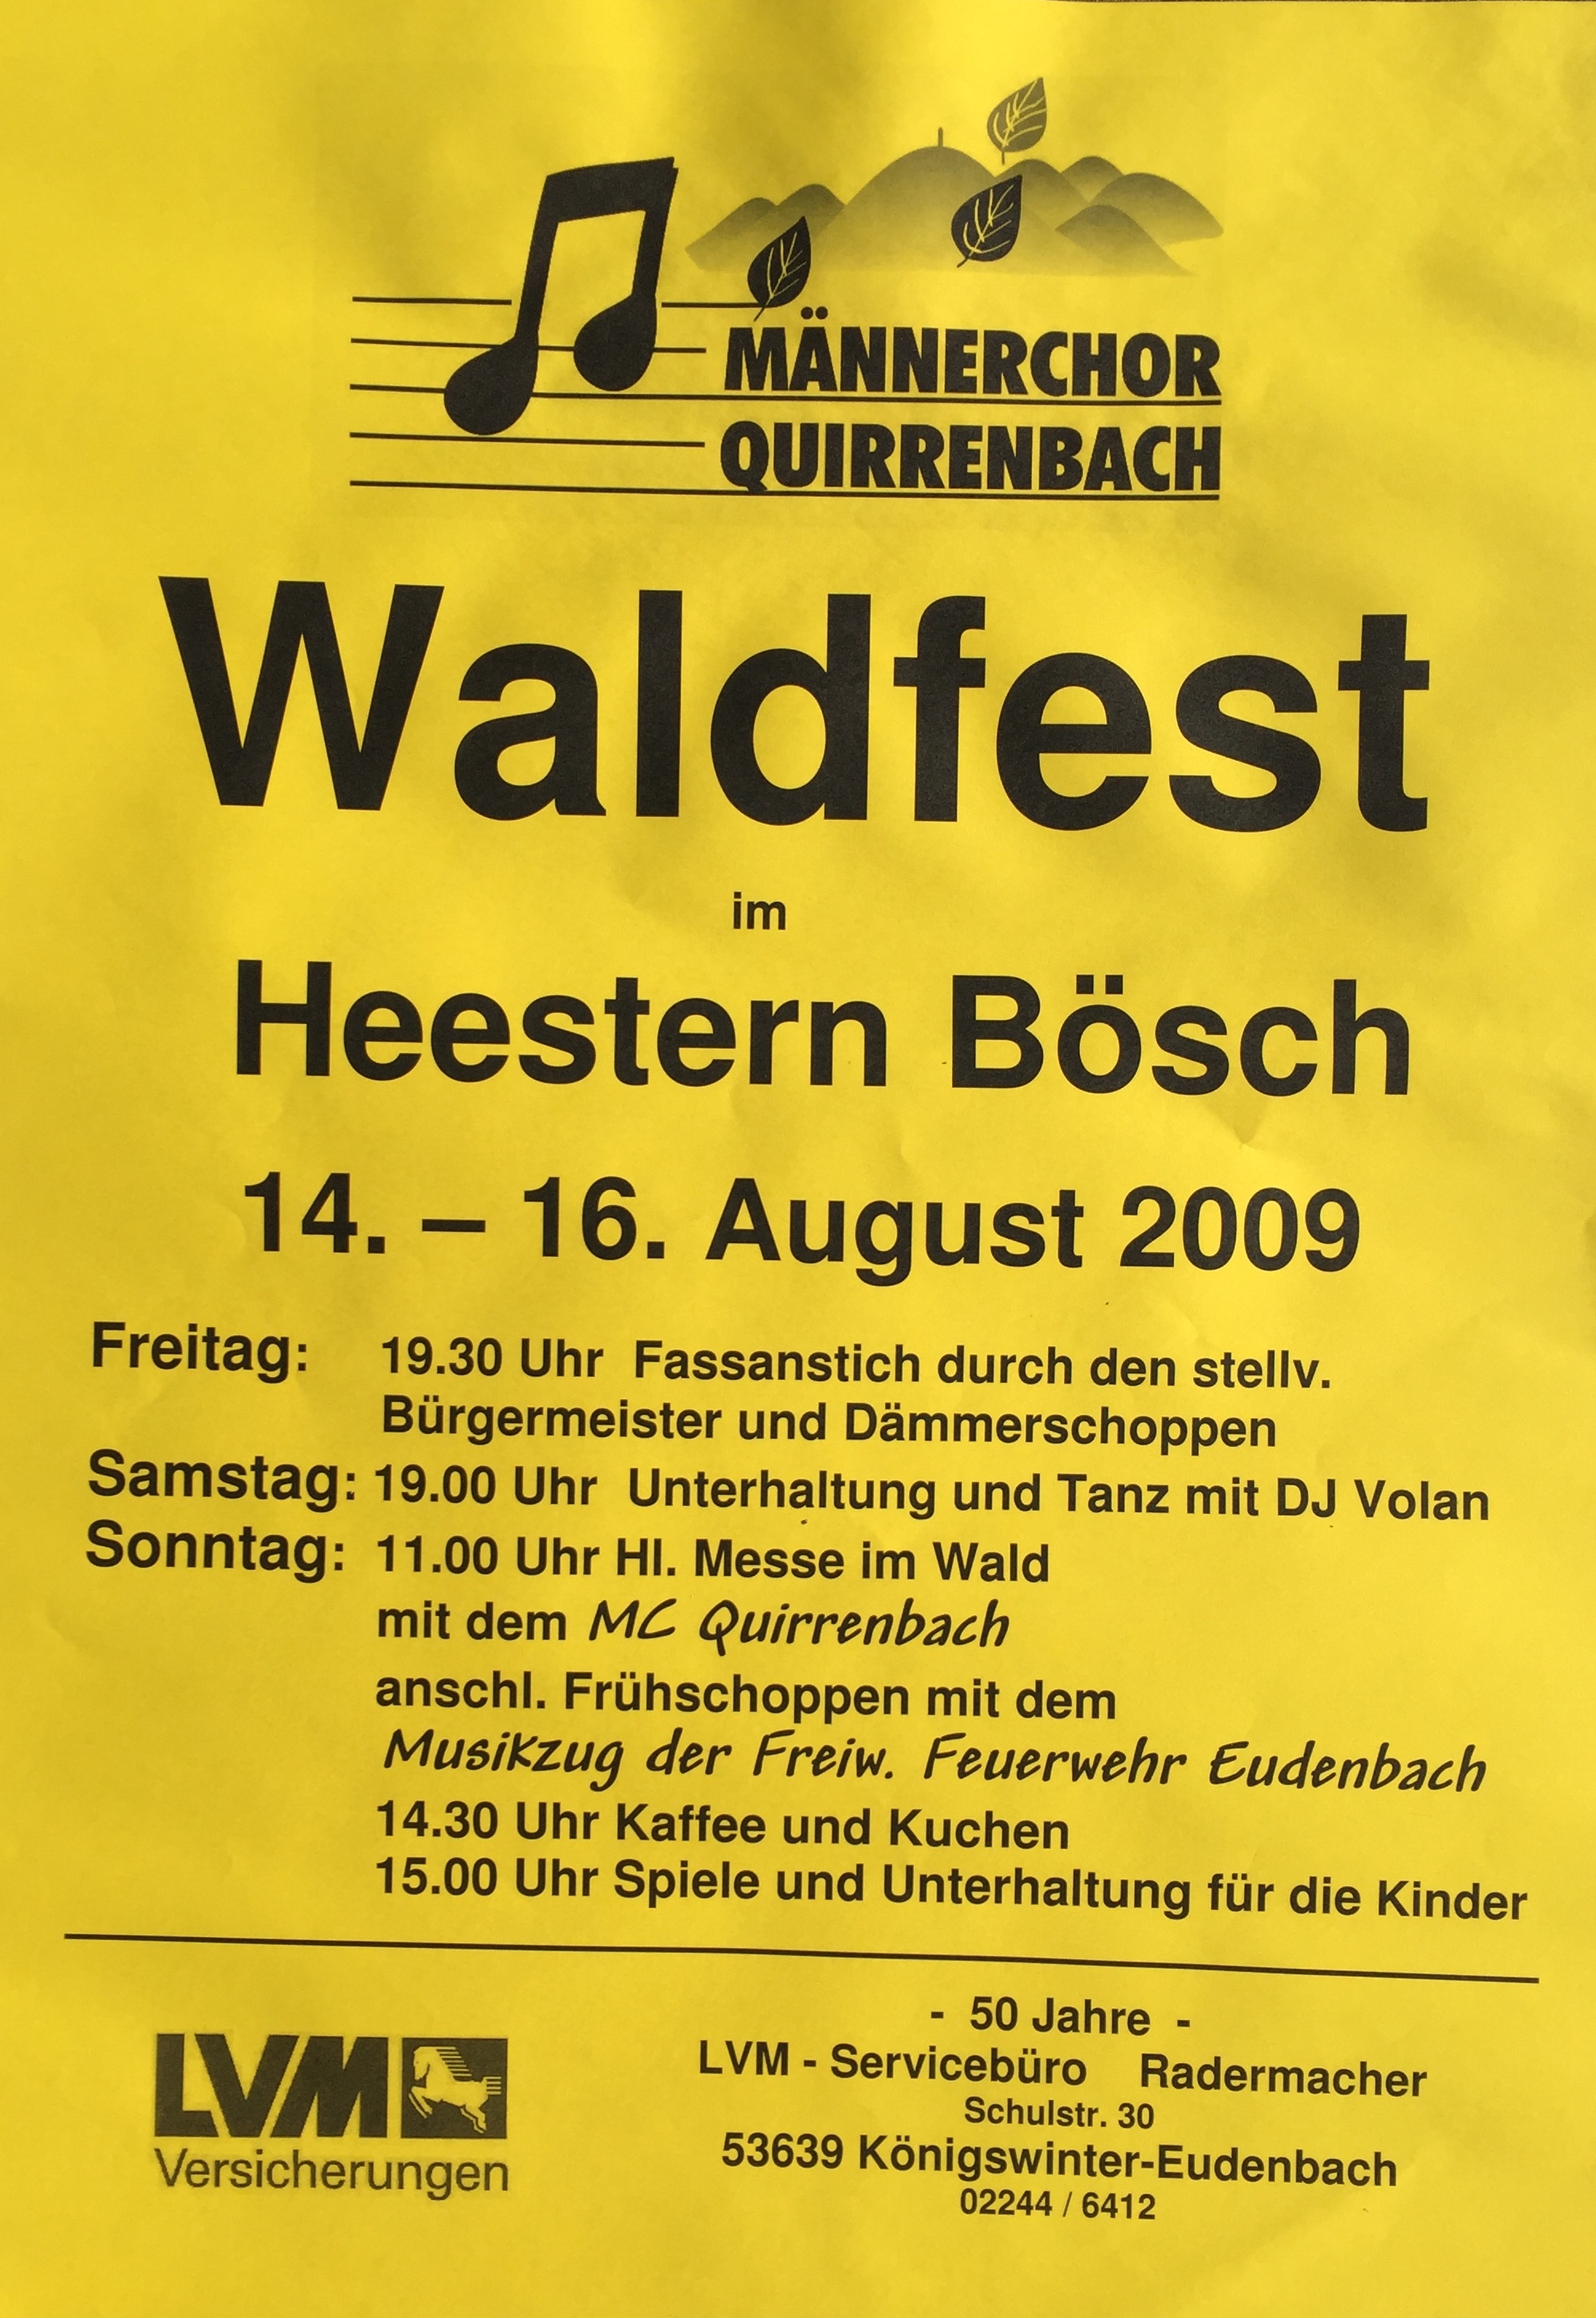 MÄNNERCHOR
QUIRRENBACH
Waldfest
im
Heestern Bösch
14. – 16. August 2009
Freitag: 19.30 Uhr Fassanstich durch den stellv.
Bürgermeister und Dämmerschoppen
Samstag: 19.00 Uhr Unterhaltung und Tanz mit DJ Volan
Sonntag: 11.00 Uhr Hl. Messe im Wald
mit dem MC Quirrenbach
anschl. Frühschoppen mit dem
Musikzug der Freiw. Feuerwehr Eudenbach
14.30 Uhr Kaffee und Kuchen
15.00 Uhr Spiele und Unterhaltung für die Kinder
LVM
Versicherungen
- 50 Jahre -
LVM - Servicebüro Radermacher
Schulstr. 30
53639 Königswinter-Eudenbach
02244 / 6412